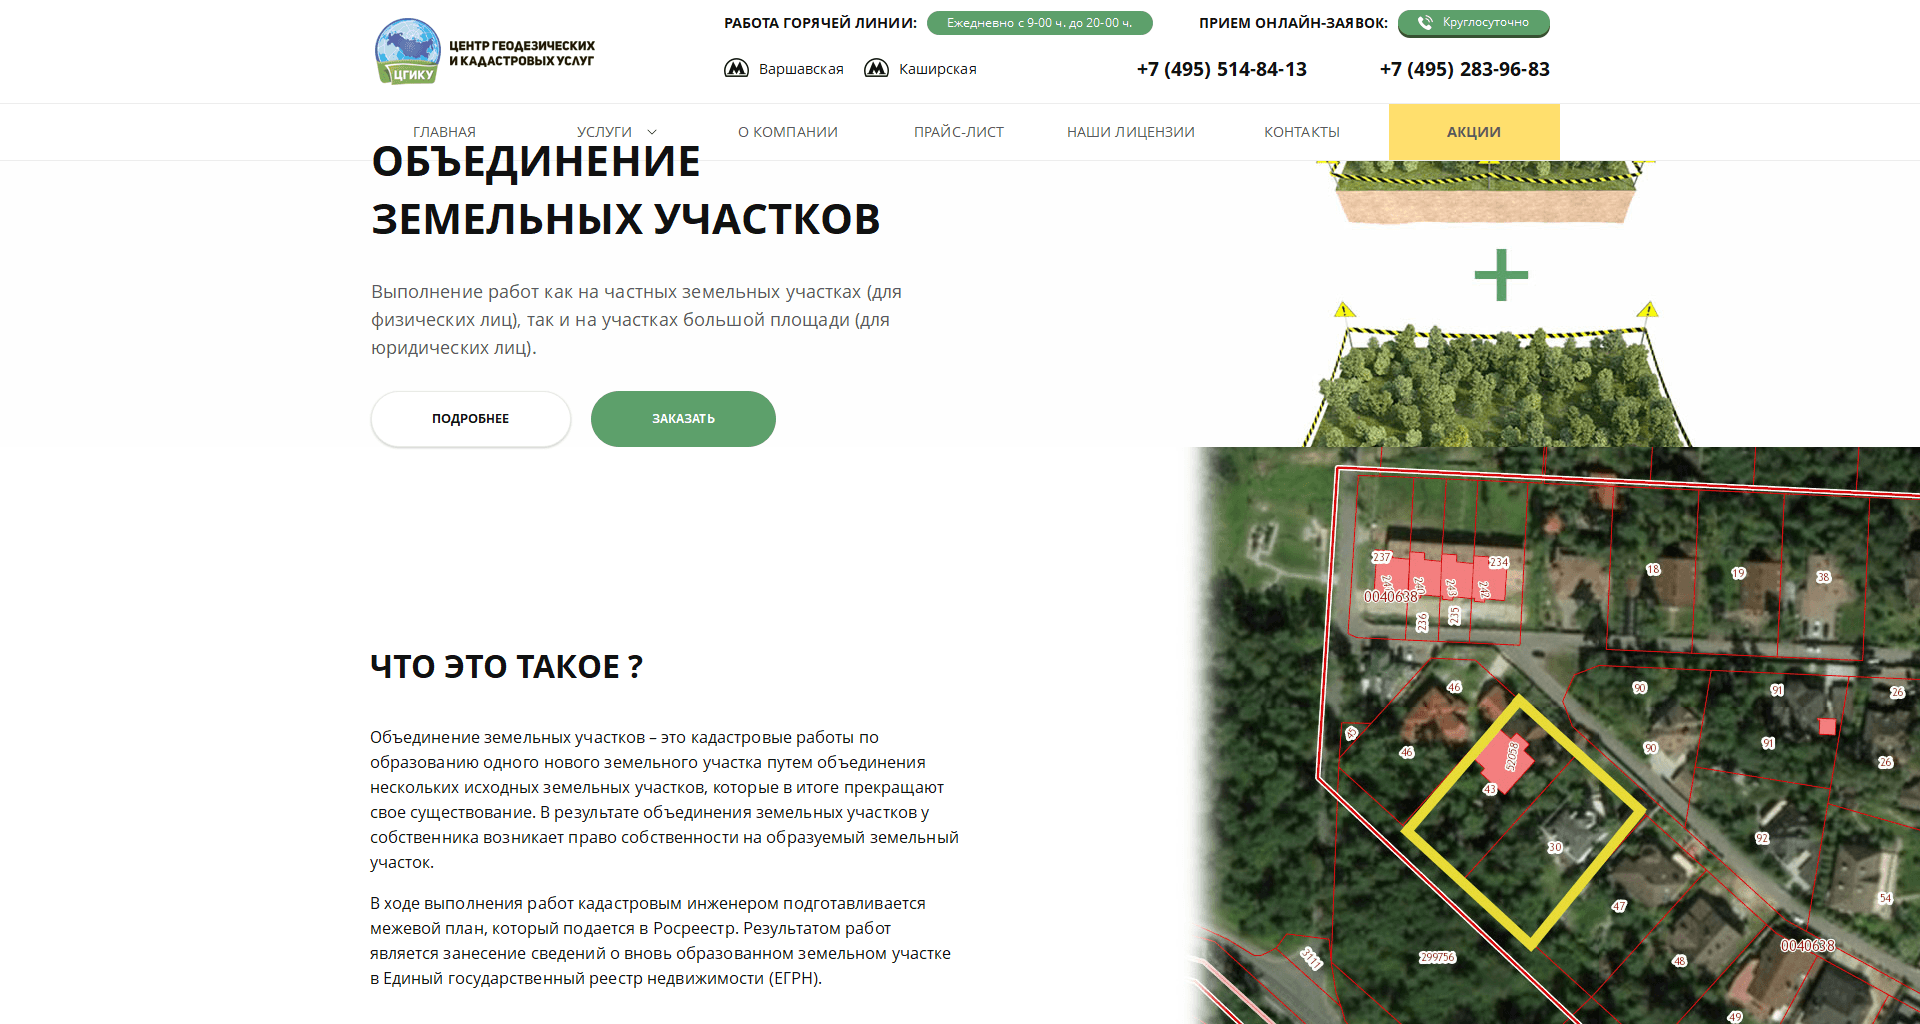 ЦГИКУ
ЦЕНТР ГЕОДЕЗИЧЕСКИХ
И КАДАСТРОВЫХ УСЛУГ
РАБОТА ГОРЯЧЕЙ ЛИНИИ:
Ежедневно с 9-00 ч. до 20-00 ч.
ПРИЕМ ОНЛАЙН-ЗАЯВОК:
Круглосуточно
Варшавская
Каширская
+7 (495) 514-84-13
+7 (495) 283-96-83
ГЛАВНАЯ
УСЛУГИ
О КОМПАНИИ
ПРАЙС-ЛИСТ
НАШИ ЛИЦЕНЗИИ
КОНТАКТЫ
АКЦИИ
ОБЪЕДИНЕНИЕ
ЗЕМЕЛЬНЫХ УЧАСТКОВ
Выполнение работ как на частных земельных участках (для
физических лиц), так и на участках большой площади (для
юридических лиц).
ПОДРОБНЕЕ
ЗАКАЗАТЬ
ЧТО ЭТО ТАКОЕ ?
Объединение земельных участков – это кадастровые работы по
образованию одного нового земельного участка путем объединения
нескольких исходных земельных участков, которые в итоге прекращают
свое существование. В результате объединения земельных участков у
собственника возникает право собственности на образуемый земельный
участок.
В ходе выполнения работ кадастровым инженером подготавливается
межевой план, который подается в Росреестр. Результатом работ
является занесение сведений о вновь образованном земельном участке
в Единый государственный реестр недвижимости (ЕГРН).
237
234
0040638
243
242
236
235
18
19
38
46
90
91
26
45
46
52058
43
90
91
26
30
92
47
54
0040638
3111
299756
48
49